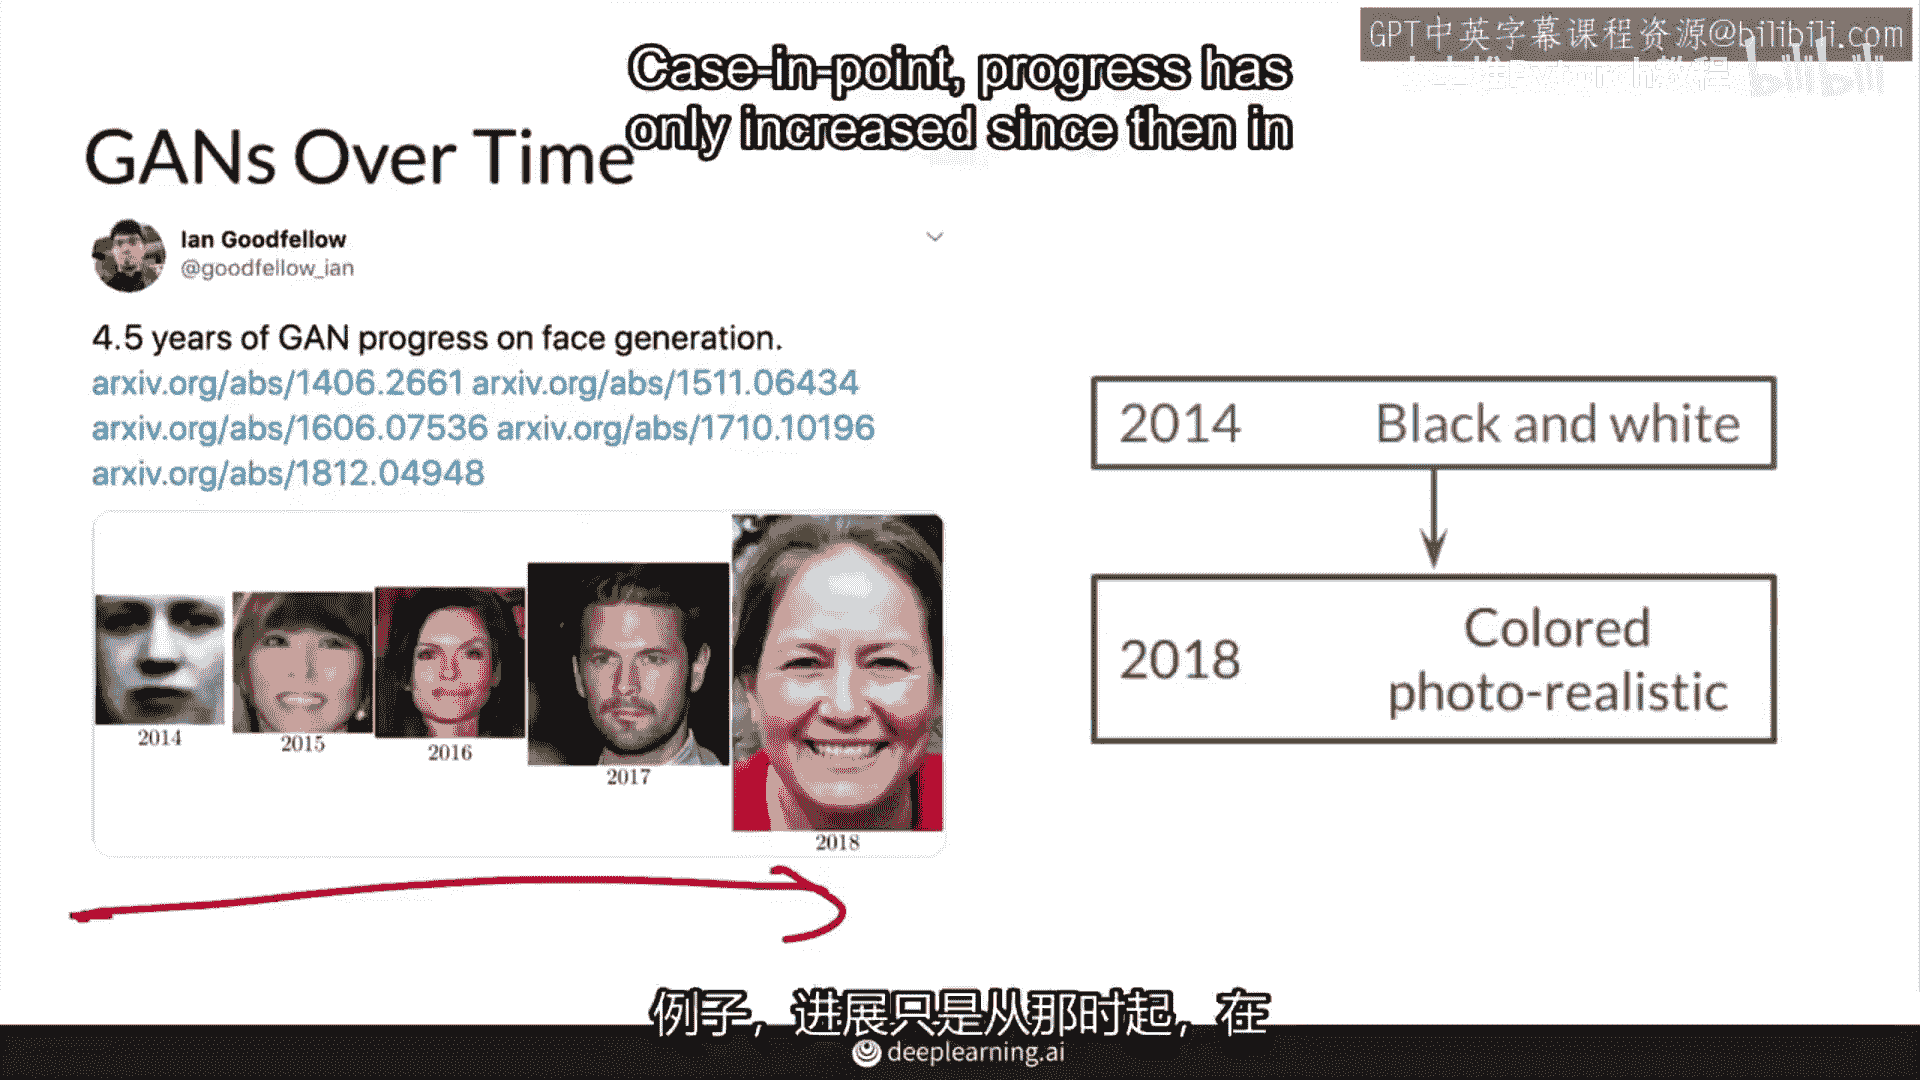 GPT中英字幕课程资源@bilibili.com
bilibili
Case-in-point, progress has
only increased since then in
GANs Over Time
Ian Goodfellow
@goodfellow_ian
4.5 years of GAN progress on face generation.
arxiv.org/abs/1406.2661 arxiv.org/abs/1511.06434
arxiv.org/abs/1606.07536 arxiv.org/abs/1710.10196
arxiv.org/abs/1812.04948
2014
2015
2016
2017
2018
2014 Black and white
2018 Colored
photo-realistic
例子，进展只是从那时起，在
deeplearning.ai